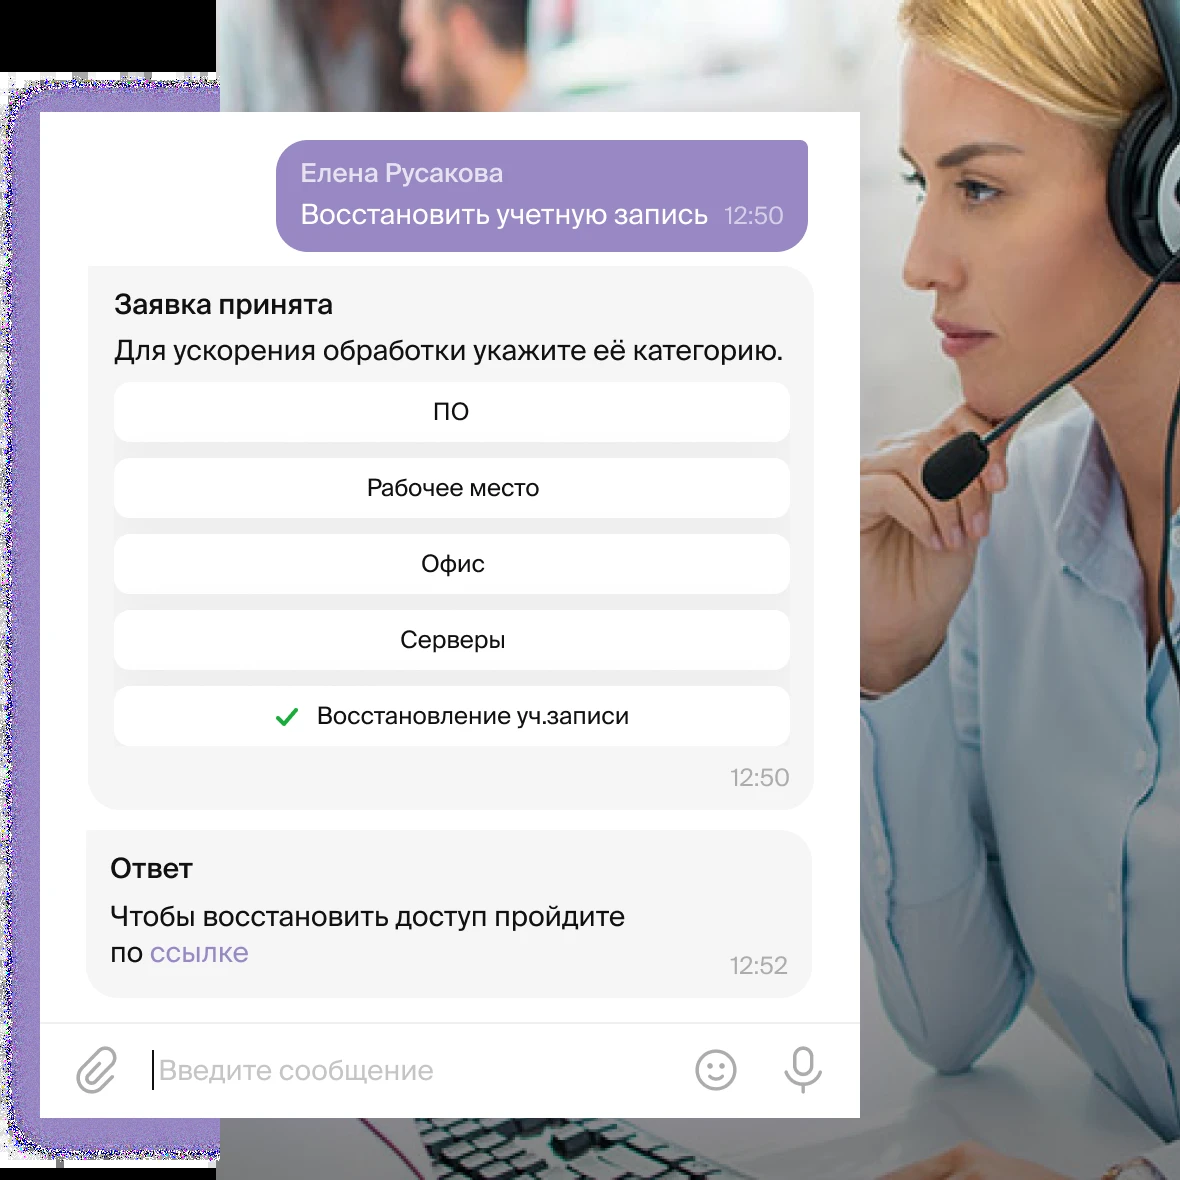 Елена Русакова
Восстановить учетную запись 12:50
Заявка принята
Для ускорения обработки укажите её категорию.
ПО
Рабочее место
Офис
Серверы
Восстановление уч.записи
12:50
Ответ
Чтобы восстановить доступ пройдите
по ссылке
12:52
Введите сообщение